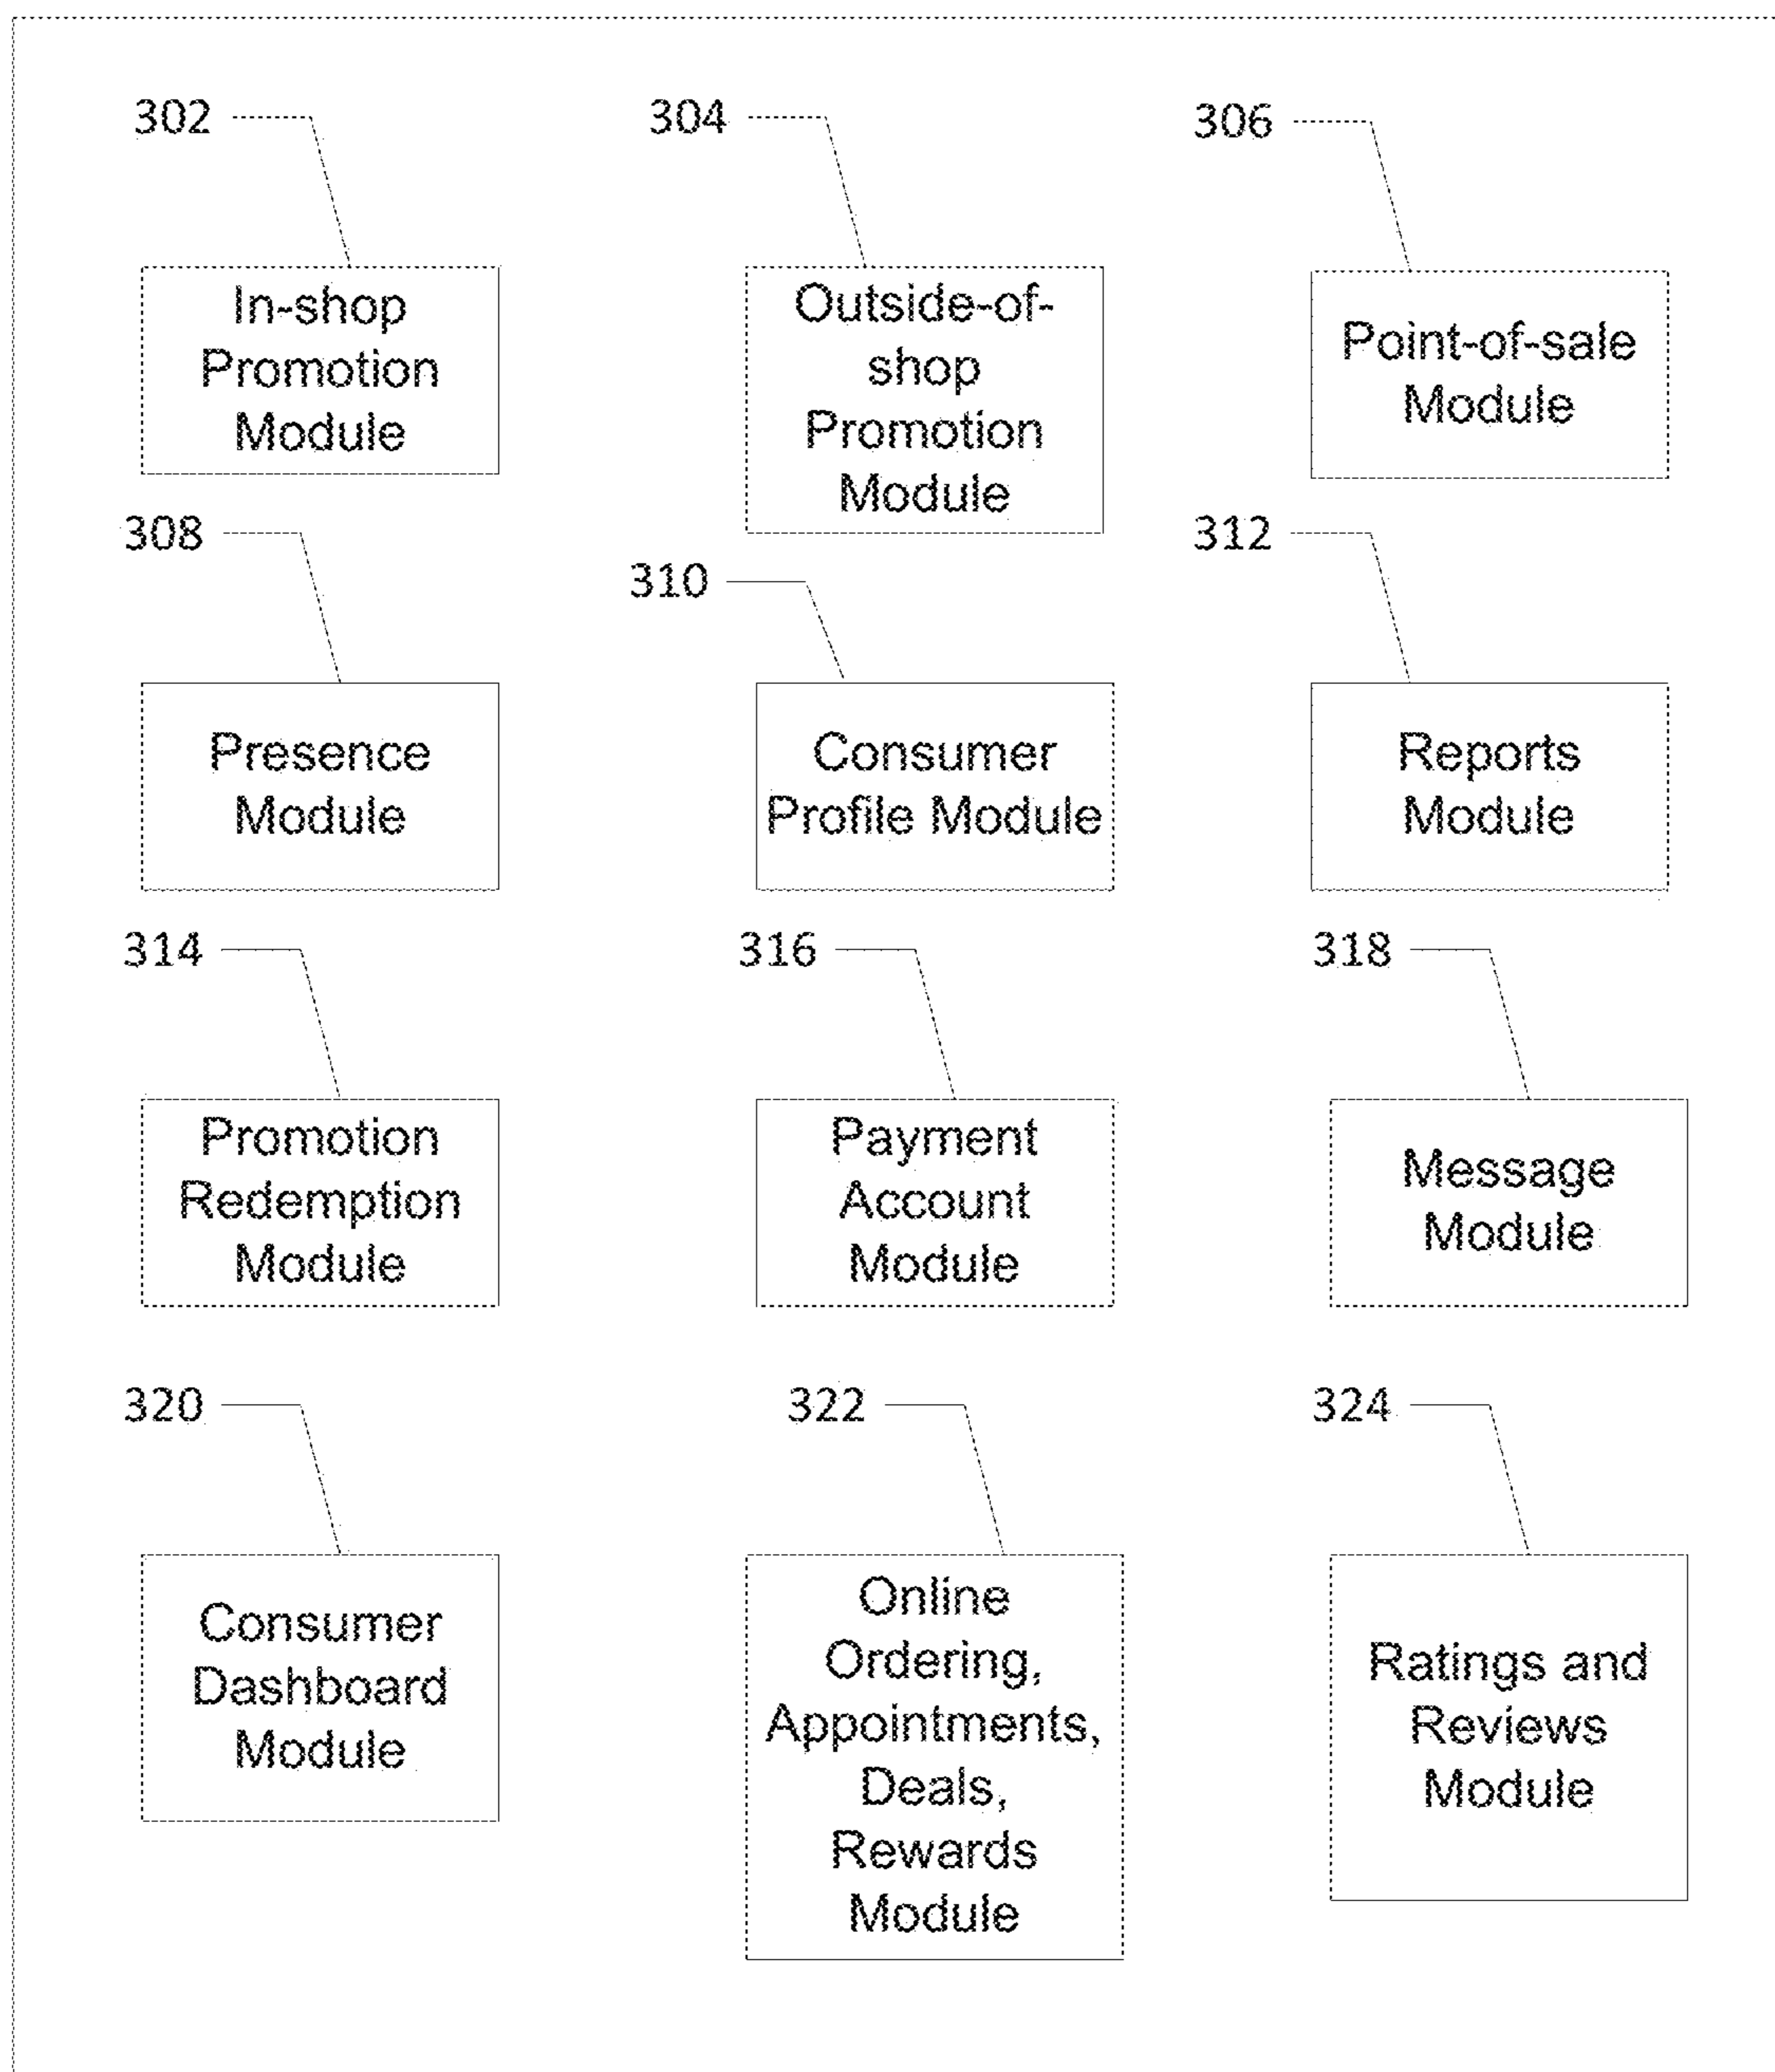 302
304
306
In-shop
Promotion
Module
Outside-of-
shop
Promotion
Module
Point-of-sale
Module
308
310
312
Presence
Module
Consumer
Profile Module
Reports
Module
314
316
318
Promotion
Redemption
Module
Payment
Account
Module
Message
Module
320
322
324
Consumer
Dashboard
Module
Online
Ordering,
Appointments,
Deals,
Rewards
Module
Ratings and
Reviews
Module